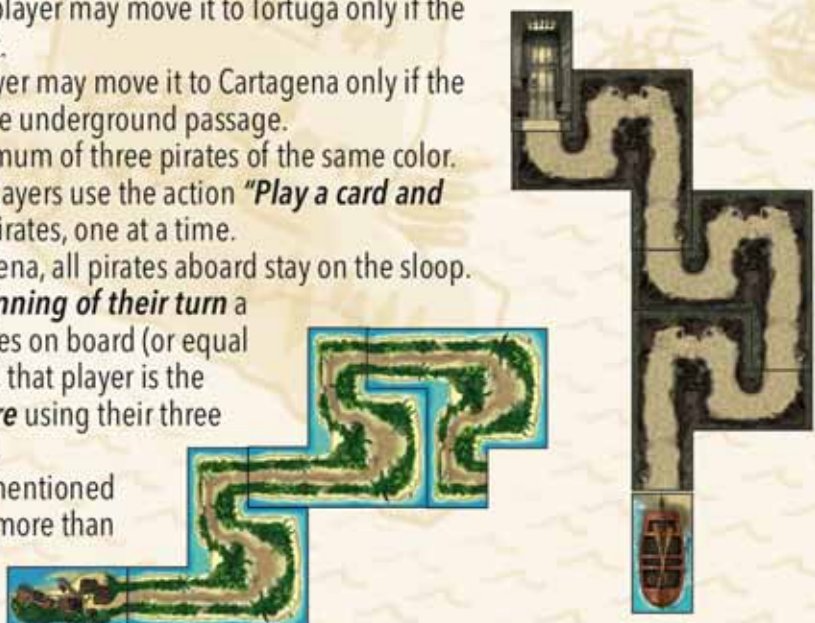 player may move it to Tortuga only if the
.
yer may move it to Cartagena only if the
e underground passage.
mum of three pirates of the same color.
ayers use the action "Play a card and
irates, one at a time.
ena, all pirates aboard stay on the sloop.
nning of their turn a
es on board (or equal
that player is the
re using their three
mentioned
more than